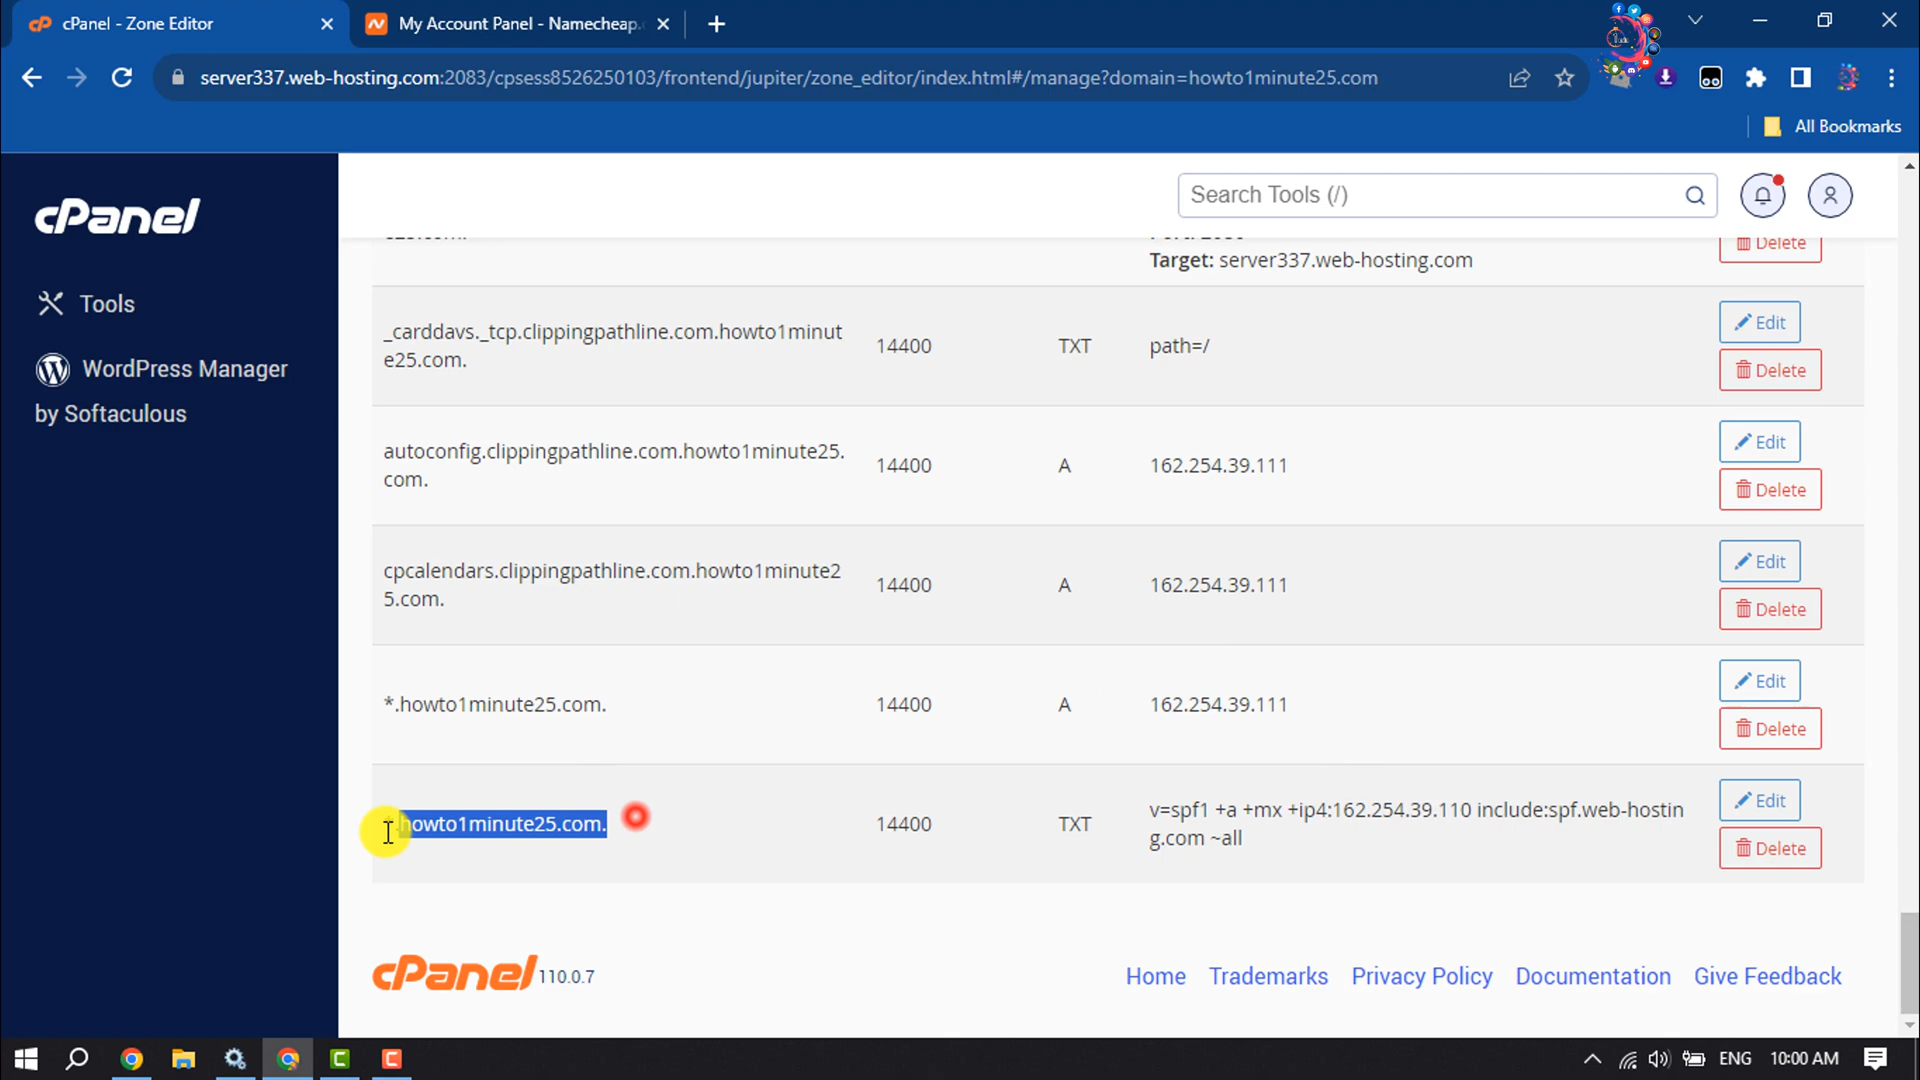 cPanel - Zone Editor
My Account Panel - Namecheap.
server337.web-hosting.com:2083/cpsess8526250103/frontend/jupiter/zone_editor/index.html#/manage?domain=howto1minute25.com
All Bookmarks
cPanel
Search Tools (/)
Tools
WordPress Manager
by Softaculous
Delete
Target: server337.web-hosting.com
_carddavs._tcp.clippingpathline.com.howto1minut
e25.com.
14400
TXT
path=/
Edit
Delete
autoconfig.clippingpathline.com.howto1minute25.
com.
14400
A
162.254.39.111
Edit
Delete
cpcalendars.clippingpathline.com.howto1minute2
5.com.
14400
A
162.254.39.111
Edit
Delete
*.howto1minute25.com.
14400
A
162.254.39.111
Edit
Delete
howto1minute25.com.
14400
TXT
v=spf1 +a +mx +ip4:162.254.39.110 include:spf.web-hostin
g.com ~all
Edit
Delete
cPanel 110.0.7
Home
Trademarks
Privacy Policy
Documentation
Give Feedback
ENG
10:00 AM